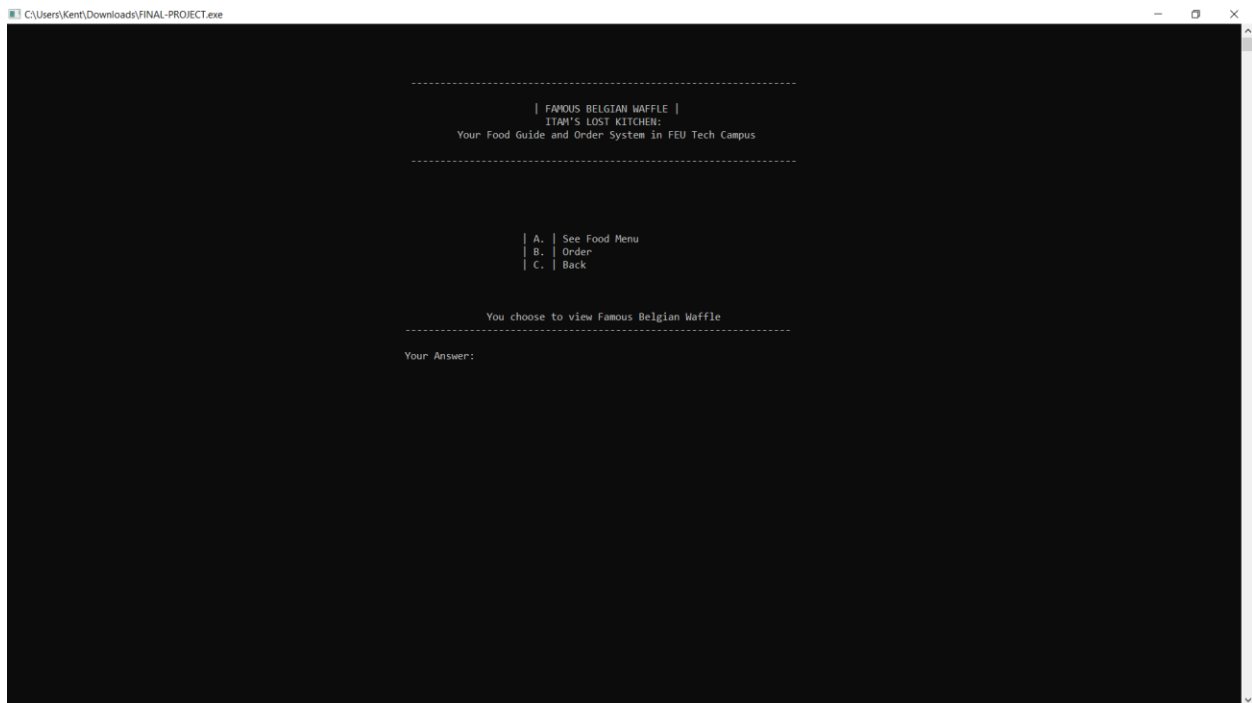 C:\Users\Kent\Downloads\FINAL-PROJECT.exe
----------------------------------------------------------------
| FAMOUS BELGIAN WAFFLE |
ITAM'S LOST KITCHEN:
Your Food Guide and Order System in FEU Tech Campus
----------------------------------------------------------------
| A. | See Food Menu
| B. | Order
| C. | Back
You choose to view Famous Belgian Waffle
----------------------------------------------------------------
Your Answer: